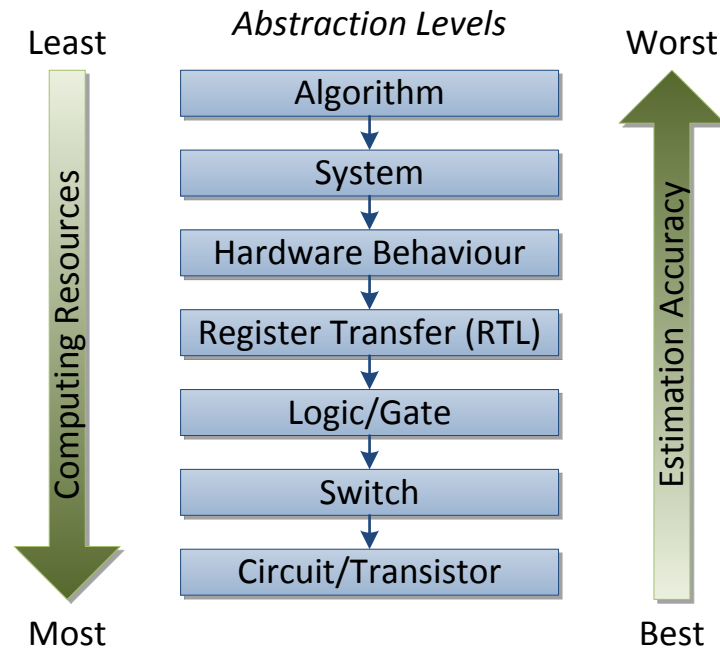 Abstraction Levels
Least
Worst
Algorithm
System
Hardware Behaviour
Register Transfer (RTL)
Logic/Gate
Switch
Circuit/Transistor
Computing Resources
Estimation Accuracy
Most
Best